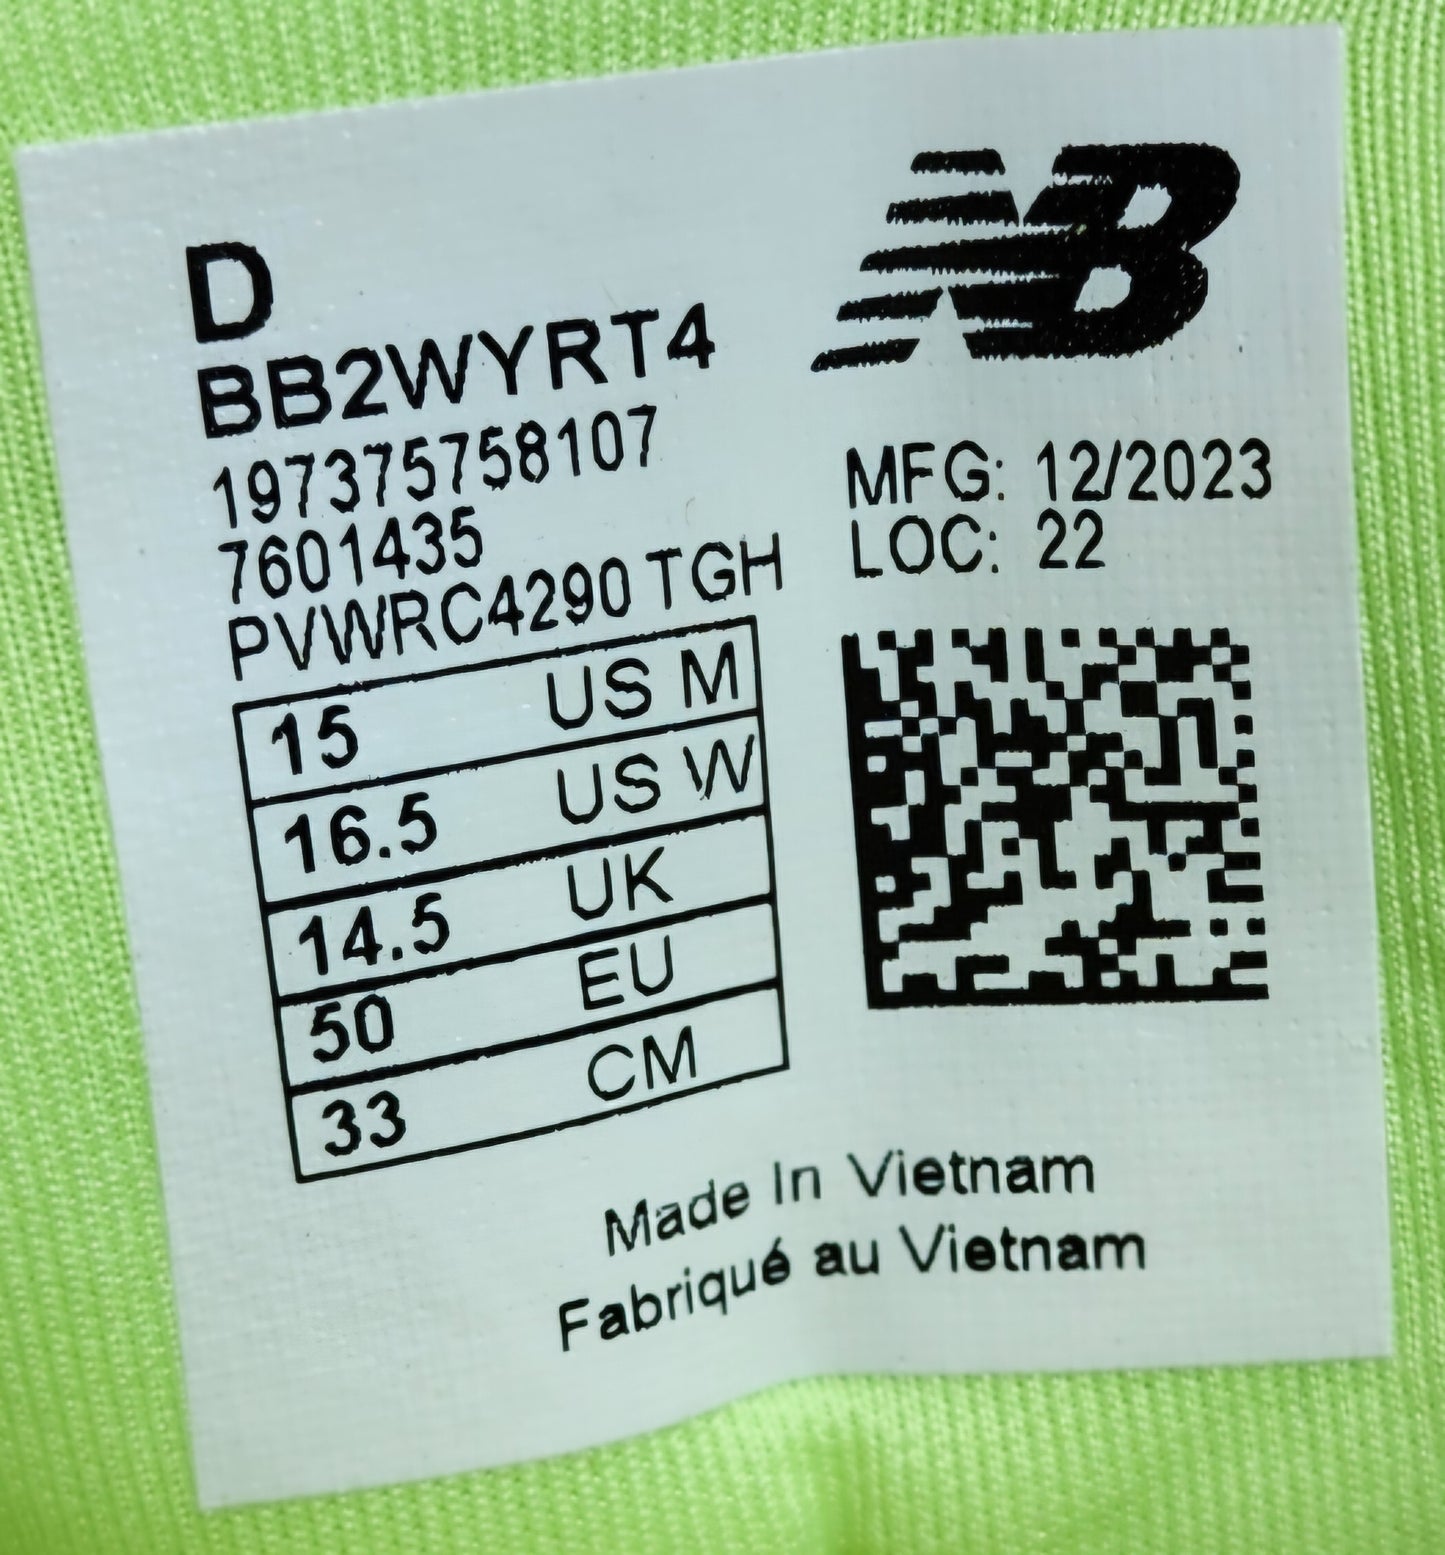 NB
D
BB2WYRT4
197375758107
7601435
PVWRC4290 TGH
MFG: 12/2023
LOC: 22
15 US M
16.5 US W
14.5 UK
50 EU
33 CM
Made In Vietnam
Fabriqué au Vietnam